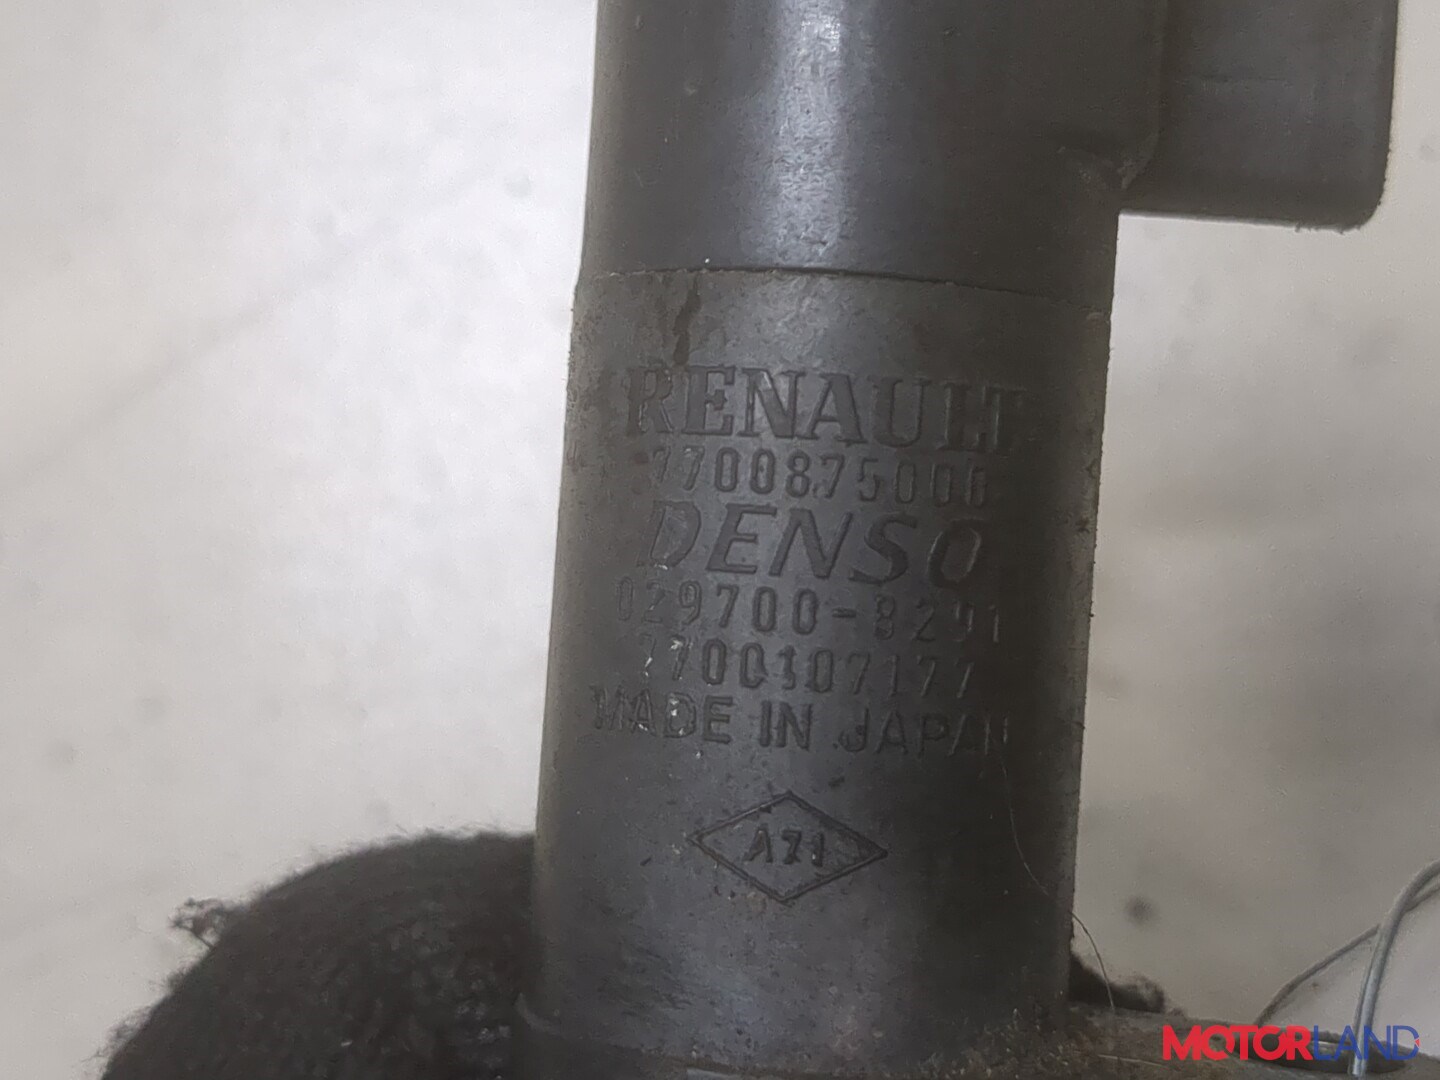 RENAULT
7700875000
DENSO
029700-8291
7700107177
MADE IN JAPAN
A71
MOTORLAND